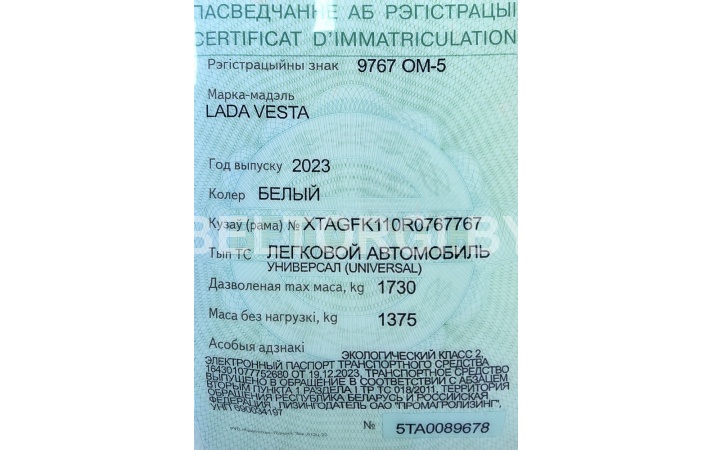 ПАСВЕДЧАННЕ АБ РЭГІСТРАЦЫІ
CERTIFICAT D'IMMATRICULATION
Рэгістрацыйны знак 9767 ОМ-5
Марка-мадэль
LADA VESTA
Год выпуску 2023
Колер БЕЛЫЙ
Кузаў (рама) № XTAGFK110R0767767
BELTORGI.BY
Тып ТС ЛЕГКОВОЙ АВТОМОБИЛЬ
УНИВЕРСАЛ (UNIVERSAL)
Дазволеная max маса, kg 1730
Маса без нагрузкі, kg 1375
Асобыя адзнакі
ЭКОЛОГИЧЕСКИЙ КЛАСС 2,
ЭЛЕКТРОННЫЙ ПАСПОРТ ТРАНСПОРТНОГО СРЕДСТВА
164301077752680 ОТ 19.12.2023, ТРАНСПОРТНОЕ СРЕДСТВО
ВЫПУЩЕНО В ОБРАЩЕНИЕ В СООТВЕТСТВИИ С АБЗАЦЕМ
ВТОРЫМ ПУНКТА 1 РАЗДЕЛА I ТР ТС 018/2011, ТЕРРИТОРИЯ
ОБРАЩЕНИЯ РЕСПУБЛИКА БЕЛАРУСЬ И РОССИЙСКАЯ
ФЕДЕРАЦИЯ, ЛИЗИНГОДАТЕЛЬ ОАО "ПРОМАГРОЛИЗИНГ",
УНП
№ 5TA0089678